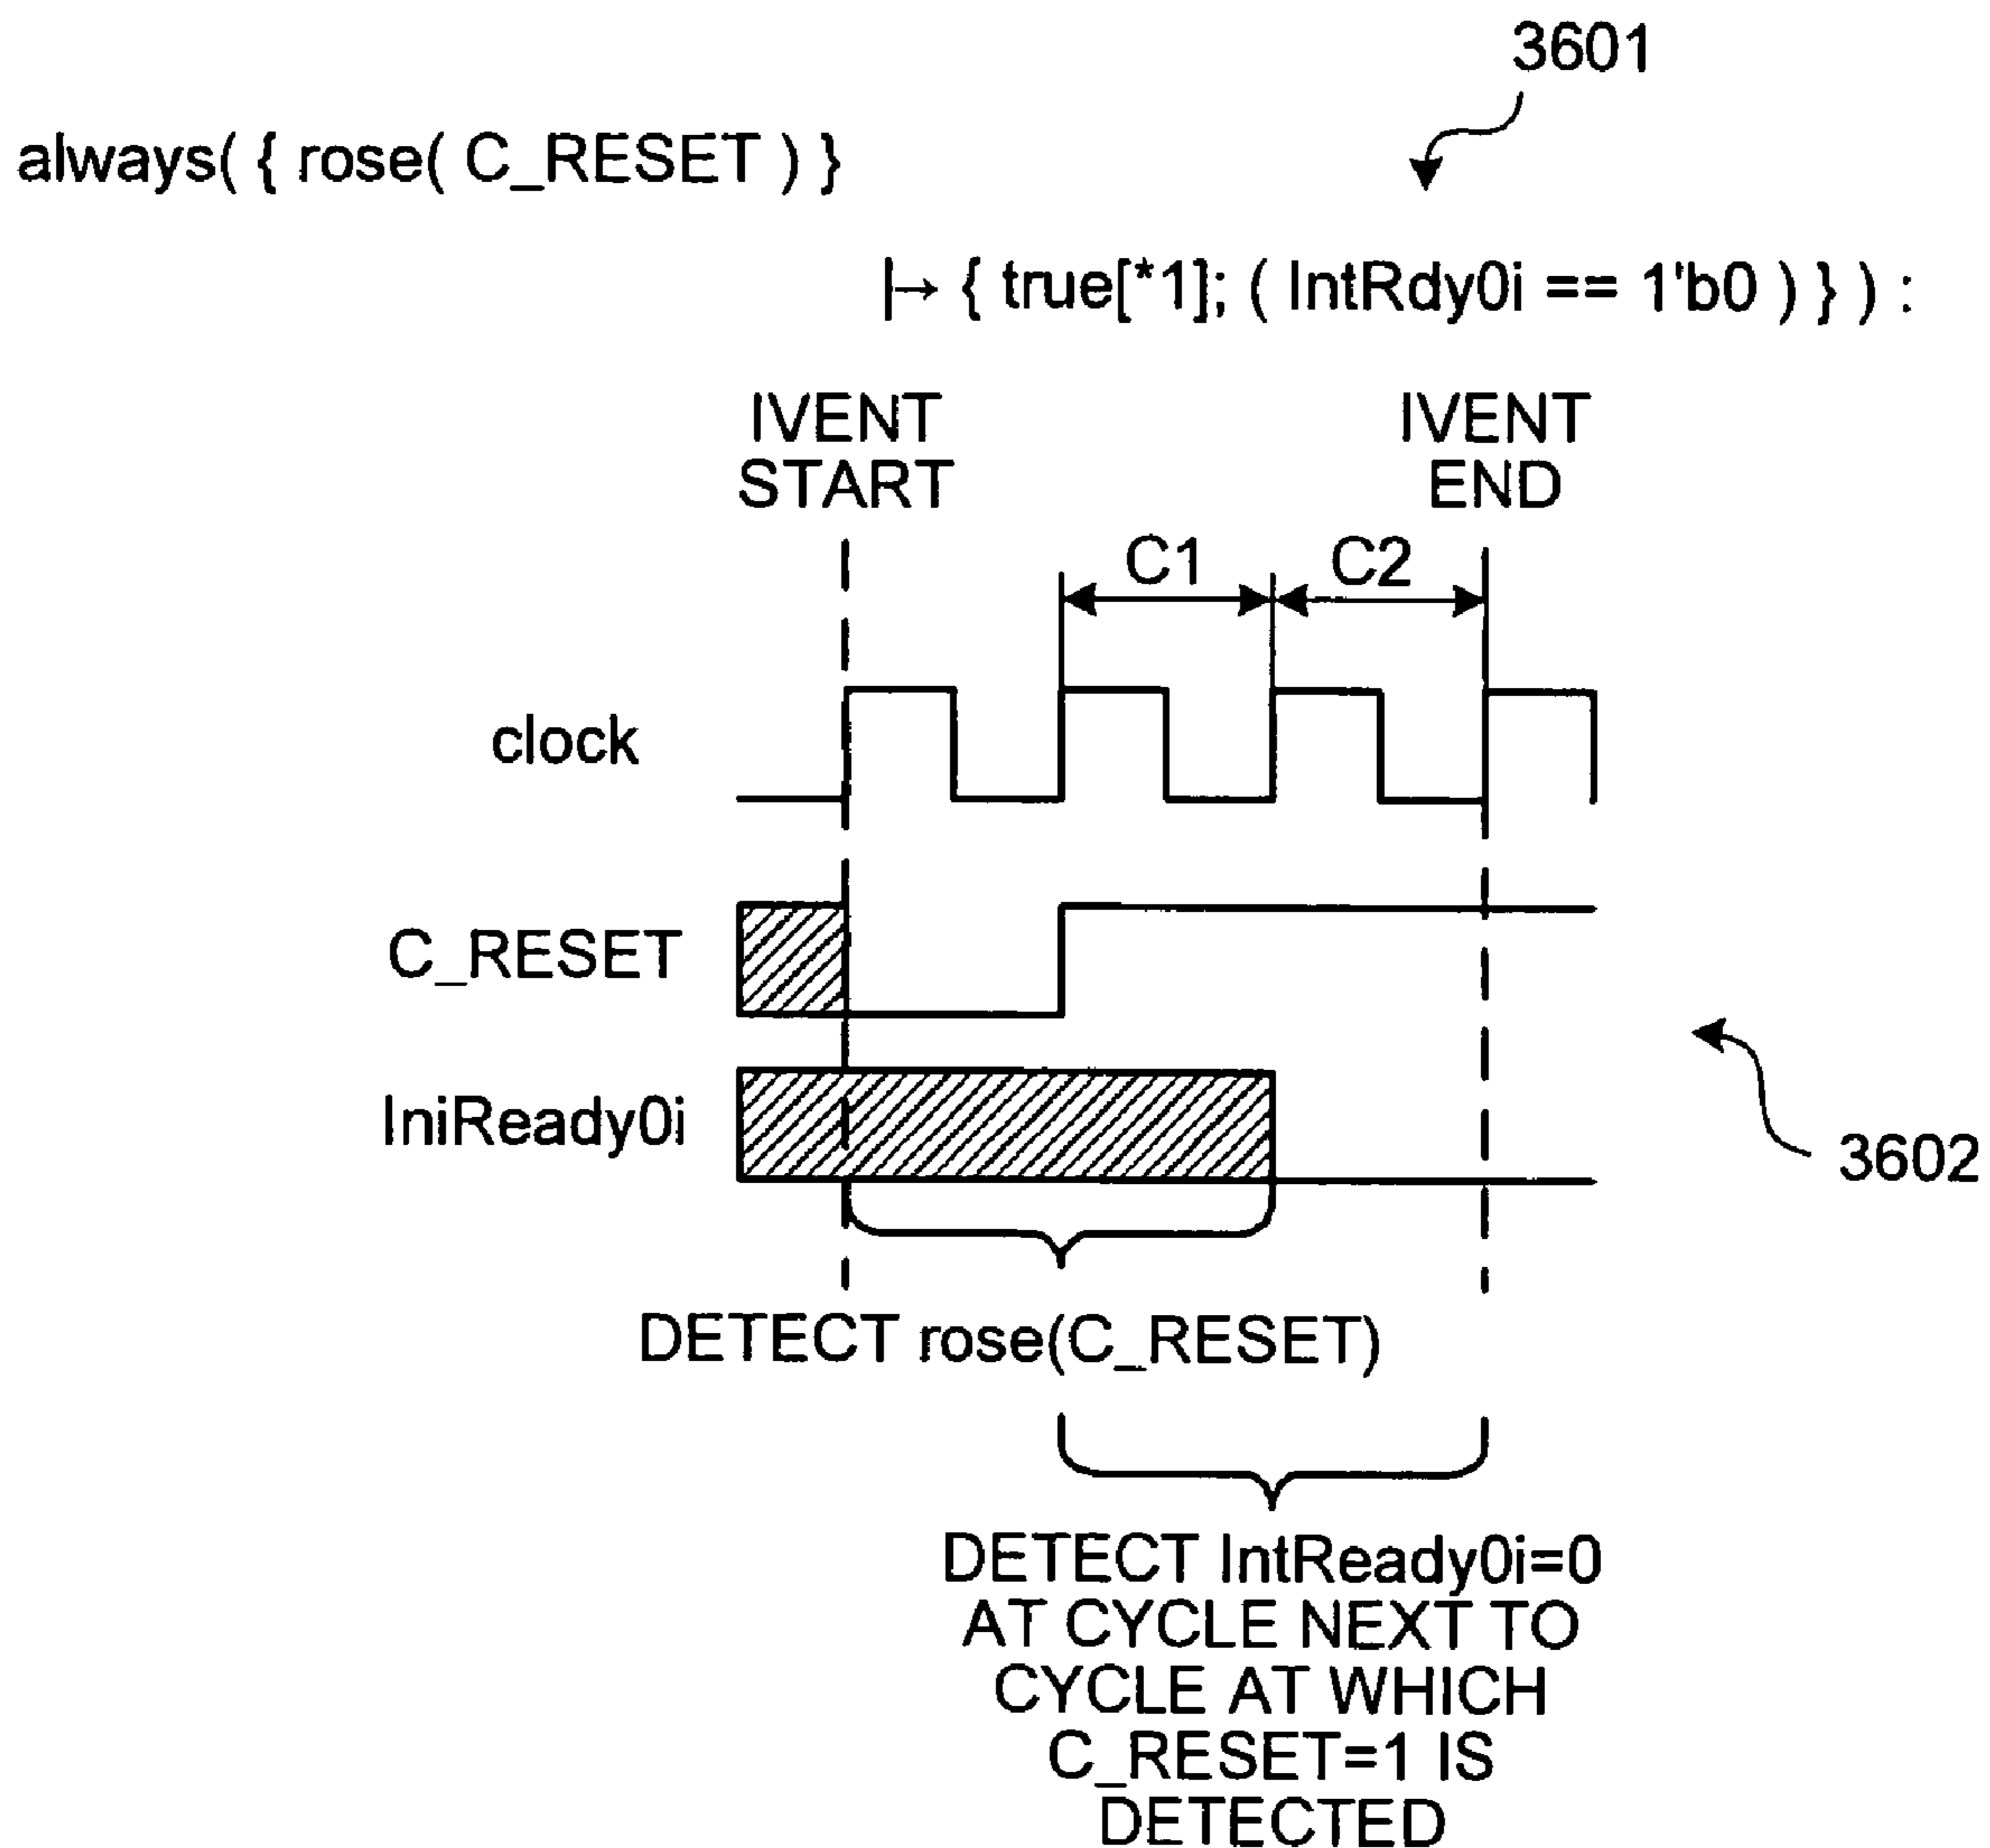 3601
always( { rose( C_RESET ) }
|→ { true[*1]; ( IntRdy0i == 1'b0 ) } ) :
IVENT START
IVENT END
C1
C2
clock
C_RESET
IniReady0i
3602
DETECT rose(C_RESET)
DETECT IntReady0i=0
AT CYCLE NEXT TO
CYCLE AT WHICH
C_RESET=1 IS
DETECTED